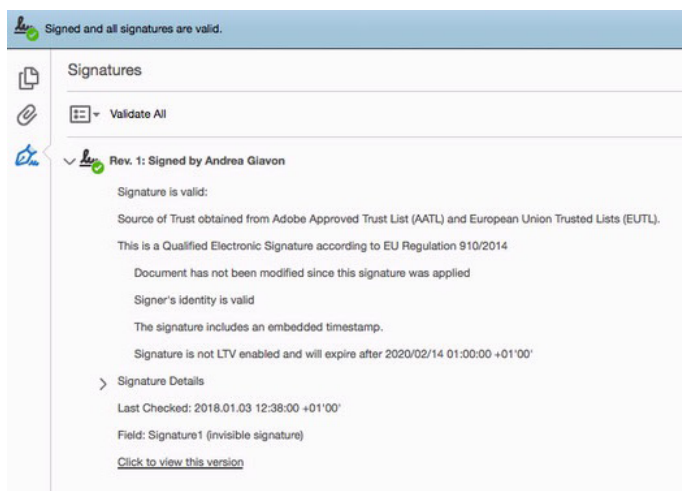 Signed and all signatures are valid.
Signatures
Validate All
Rev. 1: Signed by Andrea Giavon
Signature is valid:
Source of Trust obtained from Adobe Approved Trust List (AATL) and European Union Trusted Lists (EUTL).
This is a Qualified Electronic Signature according to EU Regulation 910/2014
Document has not been modified since this signature was applied
Signer's identity is valid
The signature includes an embedded timestamp.
Signature is not LTV enabled and will expire after 2020/02/14 01:00:00 +01'00'
Signature Details
Last Checked: 2018.01.03 12:38:00 +01'00'
Field: Signature1 (invisible signature)
Click to view this version